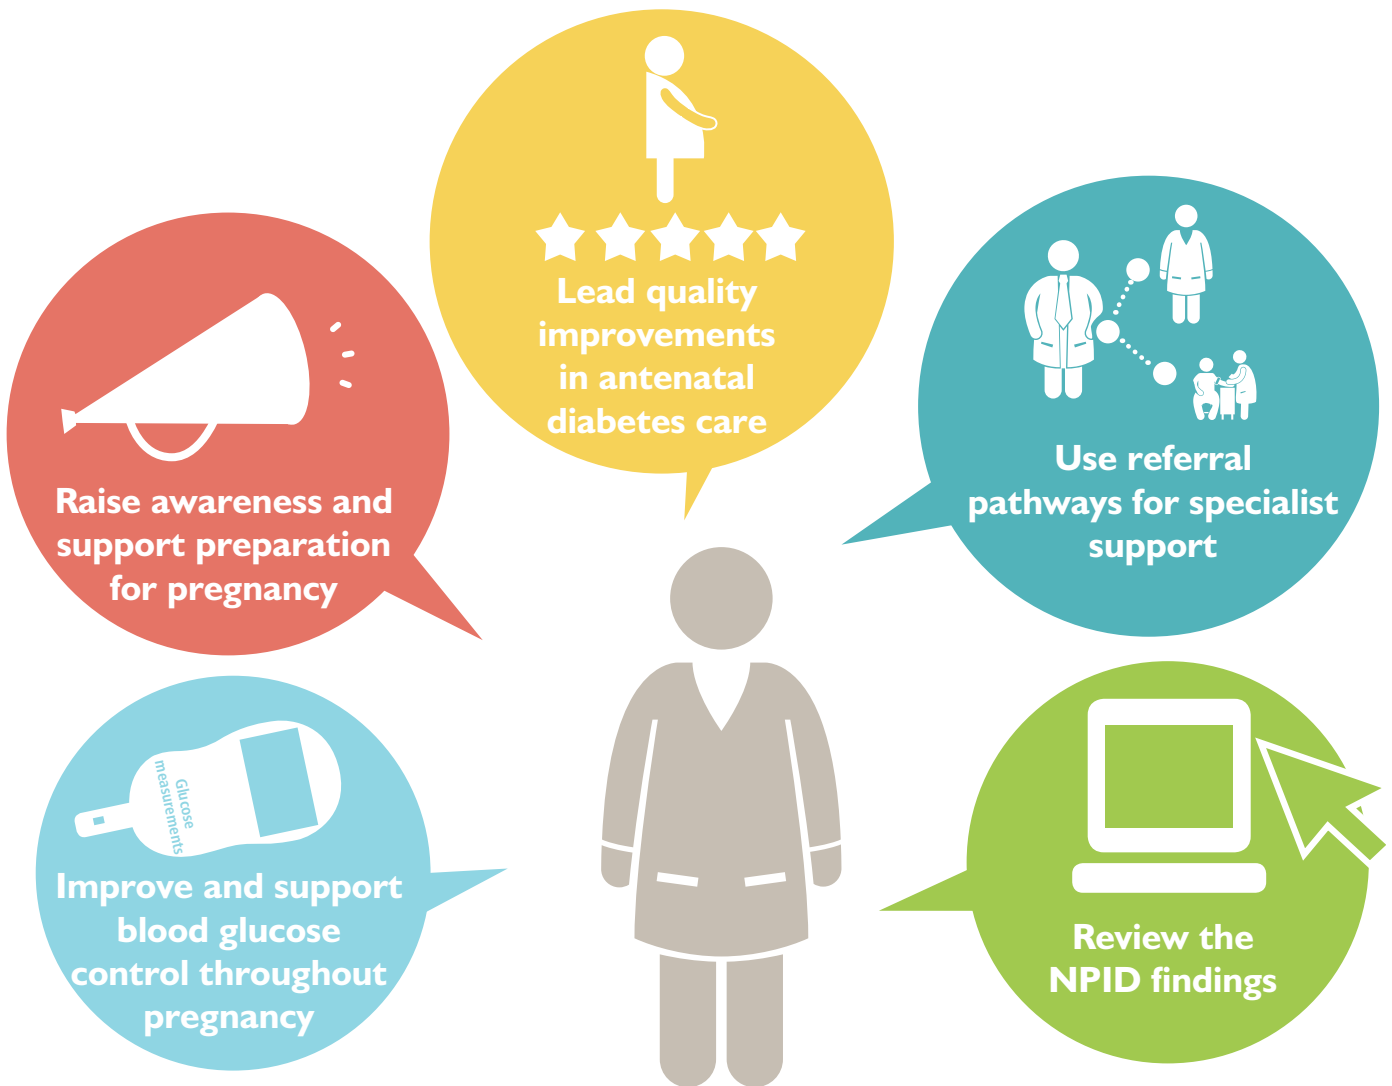 Lead quality
improvements
in antenatal
diabetes care
Raise awareness and
support preparation
for pregnancy
Use referral
pathways for specialist
support
Glucose
measurements
Improve and support
blood glucose
control throughout
pregnancy
Review the
NPID findings